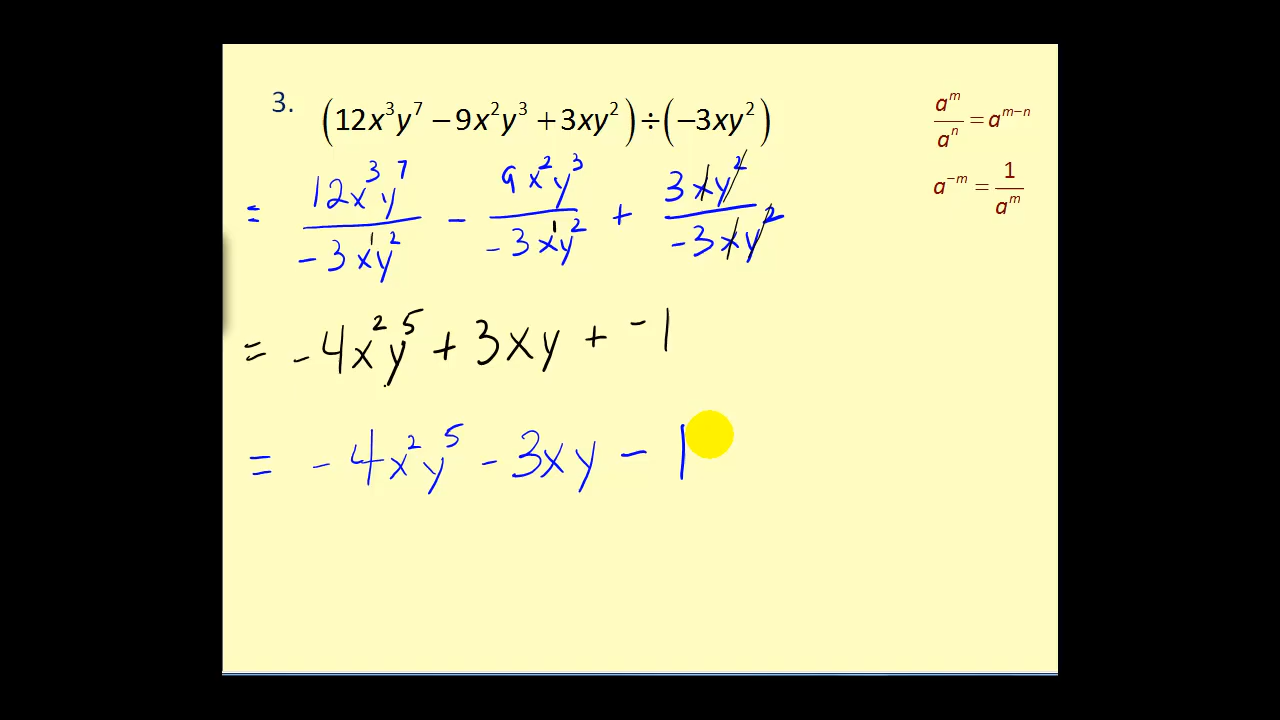 3. (12x³y⁷ − 9x²y³ + 3xy²) ÷ (−3xy²)
aᵐ/aⁿ = aᵐ⁻ⁿ
a⁻ᵐ = 1/aᵐ
= 12x³y⁷/-3x¹y² - 9x²y³/-3x¹y² + 3xy²/-3xy²
= -4x²y⁵ + 3xy + -1
= -4x²y⁵ - 3xy - 1